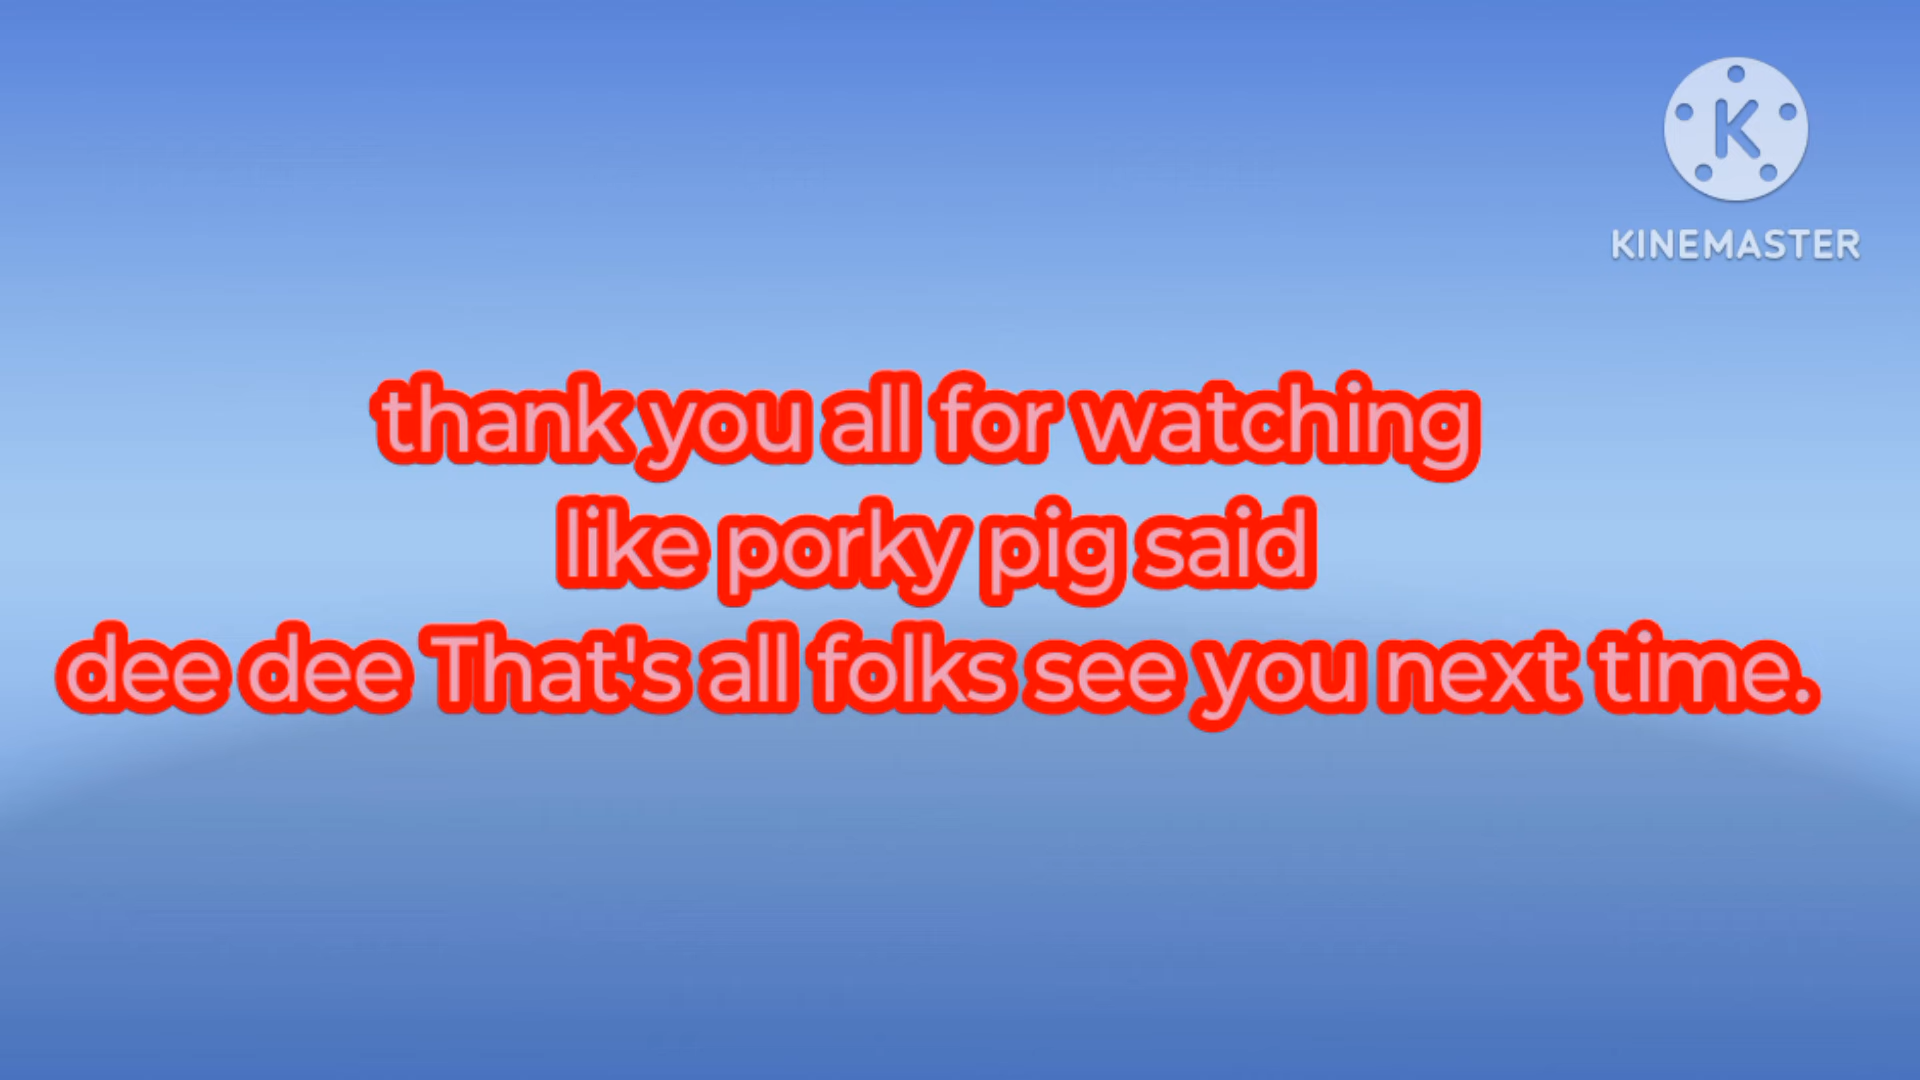 K
KINEMASTER
thank you all for watching
like porky pig said
dee dee That's all folks see you next time.